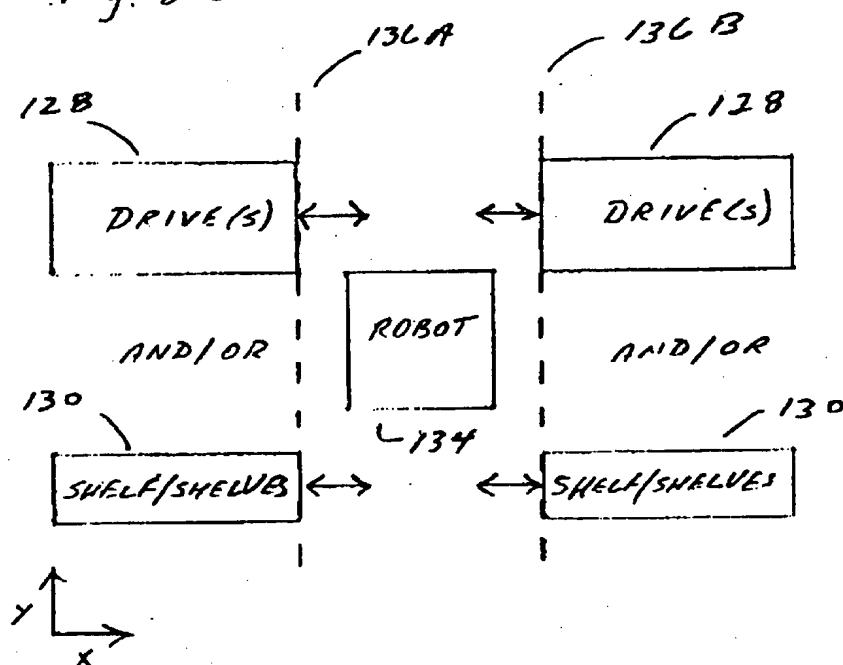 136A
136B
128
128
DRIVE(S)
DRIVE(S)
ROBOT
AND/OR
AND/OR
130
130
134
SHELF/SHELVES
SHELF/SHELVES
Y
X